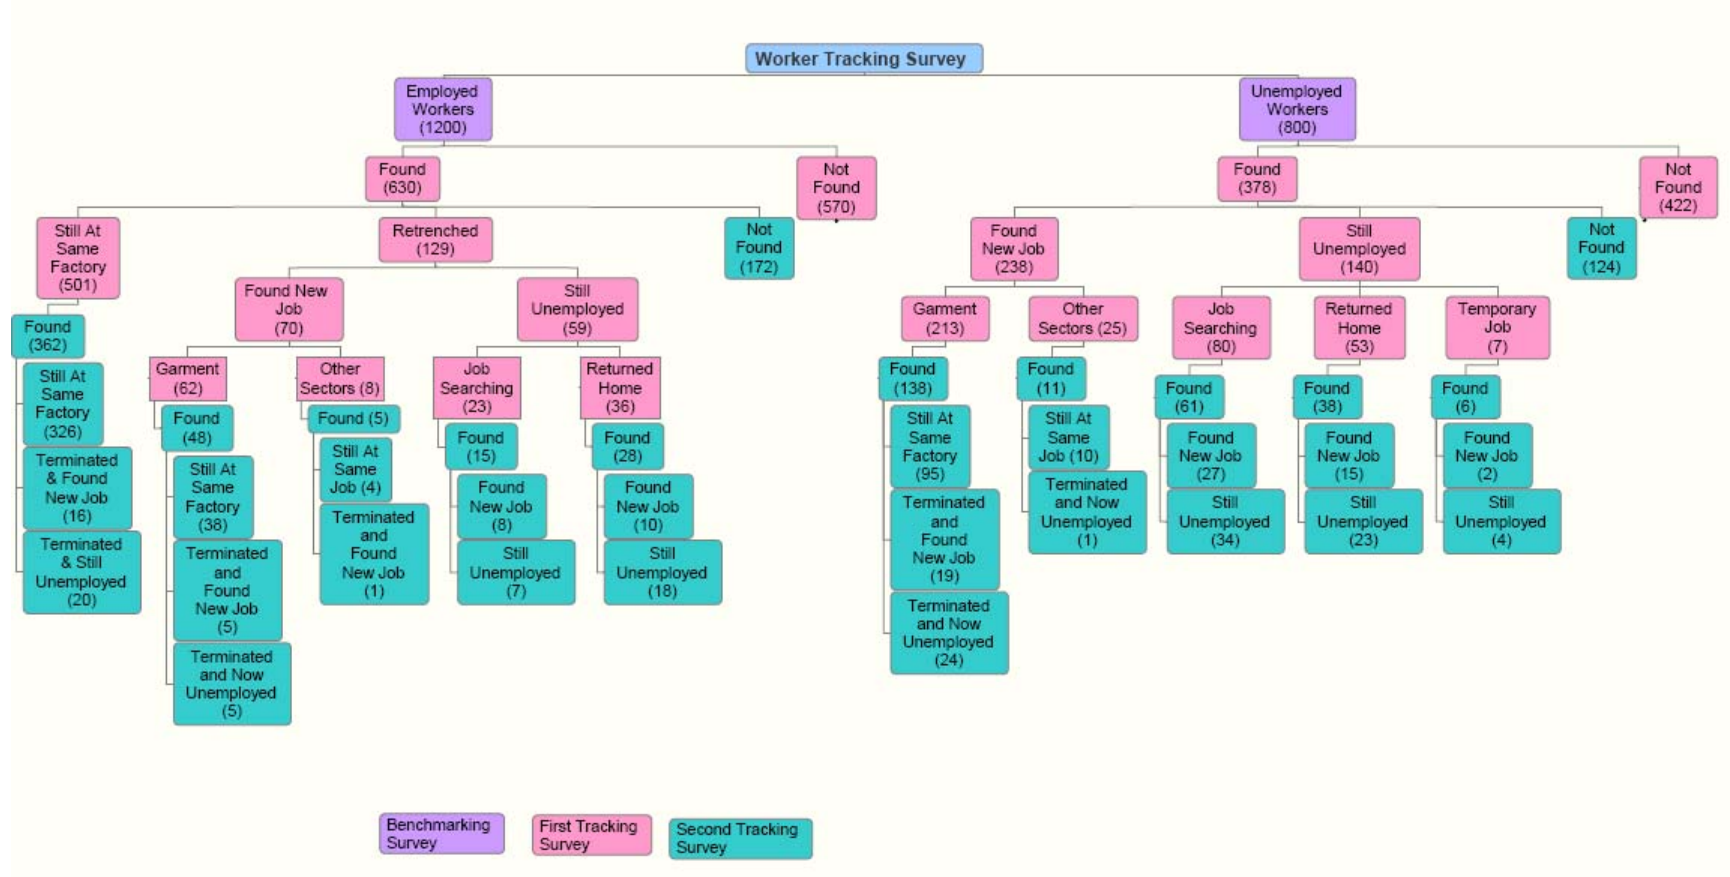 Worker Tracking Survey
Employed
Workers
(1200)
Unemployed
Workers
(800)
Found
(630)
Not
Found
(570)
Found
(378)
Not
Found
(422)
Still At
Same
Factory
(501)
Retrenched
(129)
Not
Found
(172)
Found
New Job
(238)
Still
Unemployed
(140)
Not
Found
(124)
Found New
Job
(70)
Still
Unemployed
(59)
Garment
(213)
Other
Sectors (25)
Job
Searching
(80)
Returned
Home
(53)
Temporary
Job
(7)
Found
(362)
Still At
Same
Factory
(326)
Terminated
& Found
New Job
(16)
Terminated
& Still
Unemployed
(20)
Garment
(62)
Found
(48)
Still At
Same
Factory
(38)
Terminated
and
Found
New Job
(5)
Terminated
and Now
Unemployed
(5)
Other
Sectors (8)
Found (5)
Still At
Same
Job (4)
Terminated
and
Found
New Job
(1)
Job
Searching
(23)
Found
(15)
Found
New Job
(8)
Still
Unemployed
(7)
Returned
Home
(36)
Found
(28)
Found
New Job
(10)
Still
Unemployed
(18)
Found
(138)
Still At
Same
Factory
(95)
Terminated
and
Found
New Job
(19)
Terminated
and Now
Unemployed
(24)
Found
(11)
Still At
Same
Job (10)
Terminated
and Now
Unemployed
(1)
Found
(61)
Found
New Job
(27)
Still
Unemployed
(34)
Found
(38)
Found
New Job
(15)
Still
Unemployed
(23)
Found
(6)
Found
New Job
(2)
Still
Unemployed
(4)
Benchmarking
Survey
First Tracking
Survey
Second Tracking
Survey